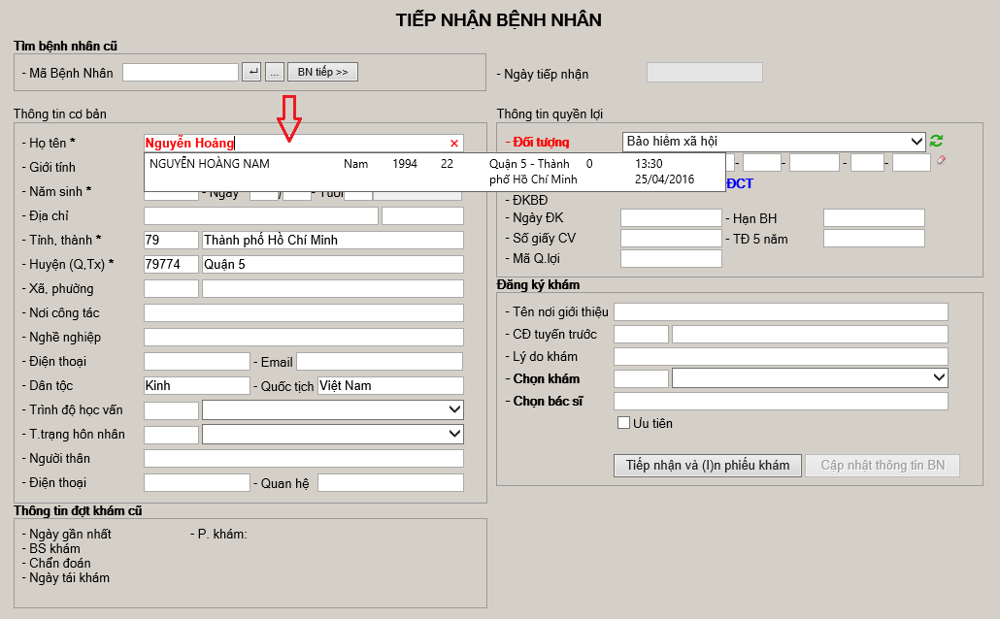 TIẾP NHẬN BỆNH NHÂN
Tìm bệnh nhân cũ
- Mã Bệnh Nhân ... BN tiếp >>
- Ngày tiếp nhận
Thông tin cơ bản
- Họ tên * Nguyễn Hoàng
NGUYỄN HOÀNG NAM Nam 1994 22 Quận 5 - Thành phố Hồ Chí Minh 0 13:30 25/04/2016
- Giới tính
- Năm sinh * - Ngày / - Tuổi
- Địa chỉ
- Tỉnh, thành * 79 Thành phố Hồ Chí Minh
- Huyện (Q,Tx) * 79774 Quận 5
- Xã, phường
- Nơi công tác
- Nghề nghiệp
- Điện thoại - Email
- Dân tộc Kinh - Quốc tịch Việt Nam
- Trình độ học vấn
- T.trạng hôn nhân
- Người thân
- Điện thoại - Quan hệ
Thông tin đợt khám cũ
- Ngày gần nhất - P. khám:
- BS khám
- Chẩn đoán
- Ngày tái khám
Thông tin quyền lợi
- Đối tượng Bảo hiểm xã hội
- - - -
ĐCT
- ĐKBĐ
- Ngày ĐK - Hạn BH
- Số giấy CV - TĐ 5 năm
- Mã Q.lợi
Đăng ký khám
- Tên nơi giới thiệu
- CĐ tuyến trước
- Lý do khám
- Chọn khám
- Chọn bác sĩ
Ưu tiên
Tiếp nhận và (I)n phiếu khám Cập nhật thông tin BN